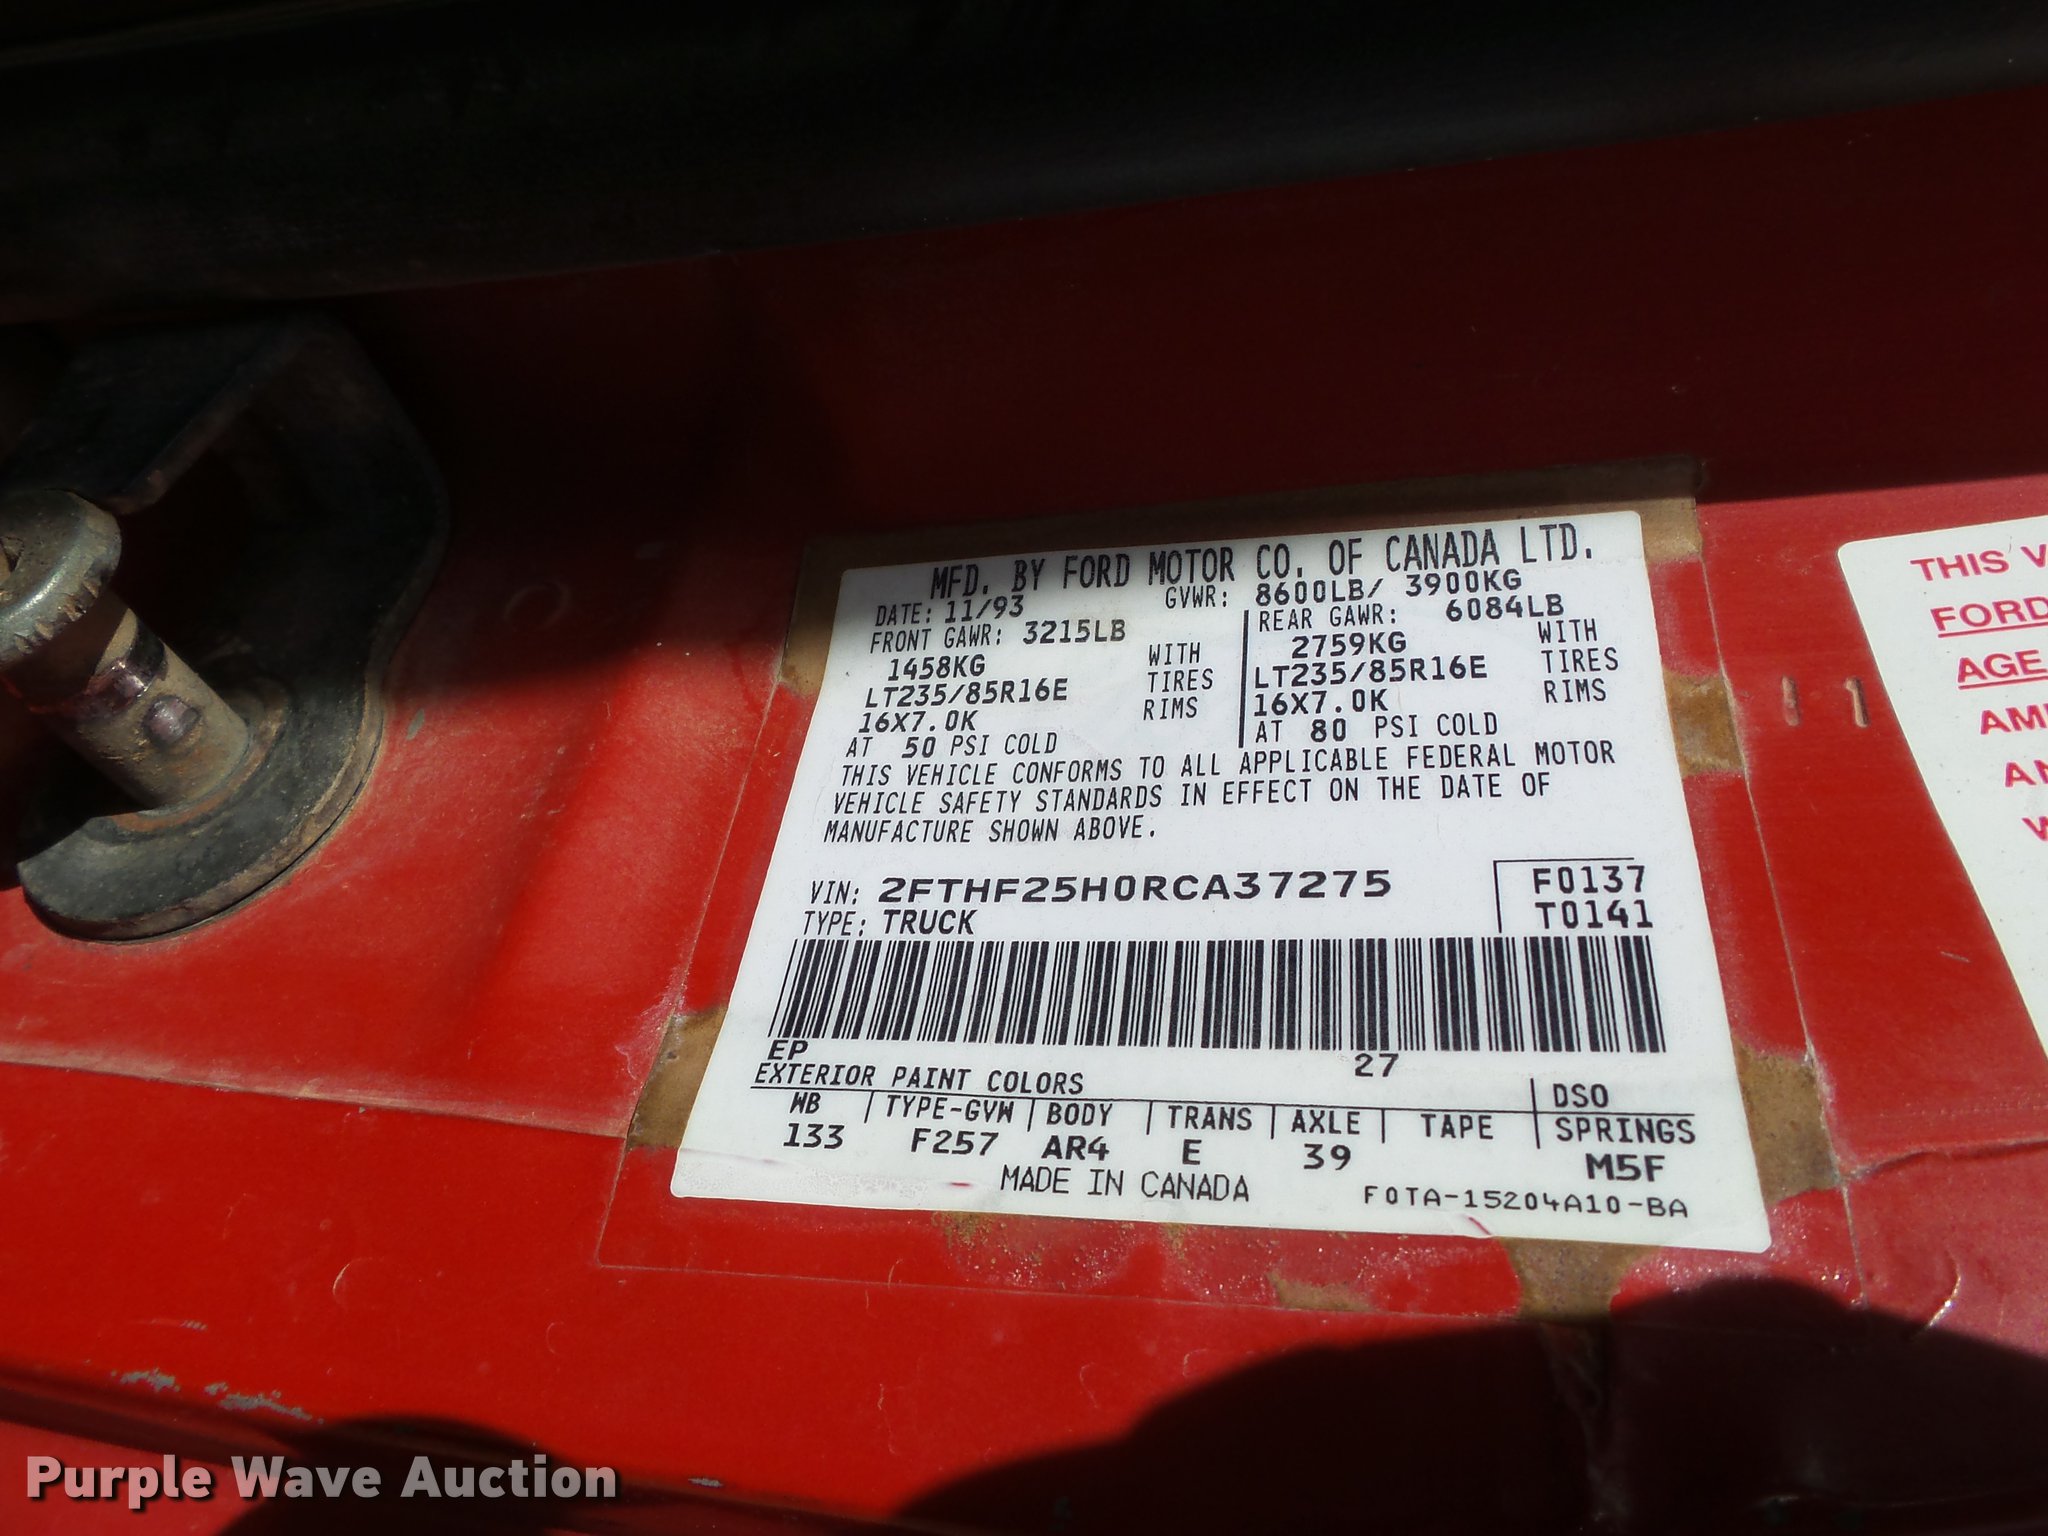 MFD. BY FORD MOTOR CO. OF CANADA LTD.
DATE: 11/93 GVWR: 8600LB/ 3900KG
FRONT GAWR: 3215LB REAR GAWR: 6084LB
1458KG WITH 2759KG WITH
LT235/85R16E TIRES LT235/85R16E TIRES
16X7.0K RIMS 16X7.0K RIMS
AT 50 PSI COLD AT 80 PSI COLD
THIS VEHICLE CONFORMS TO ALL APPLICABLE FEDERAL MOTOR
VEHICLE SAFETY STANDARDS IN EFFECT ON THE DATE OF
MANUFACTURE SHOWN ABOVE.
VIN: 2FTHF25H0RCA37275 F0137
TYPE: TRUCK T0141
EP 27
EXTERIOR PAINT COLORS DSO
WB TYPE-GVW BODY TRANS AXLE TAPE SPRINGS
133 F257 AR4 E 39 M5F
MADE IN CANADA F0TA-15204A10-BA
THIS V
FORD
AGE
AM
AN
W
Purple Wave Auction